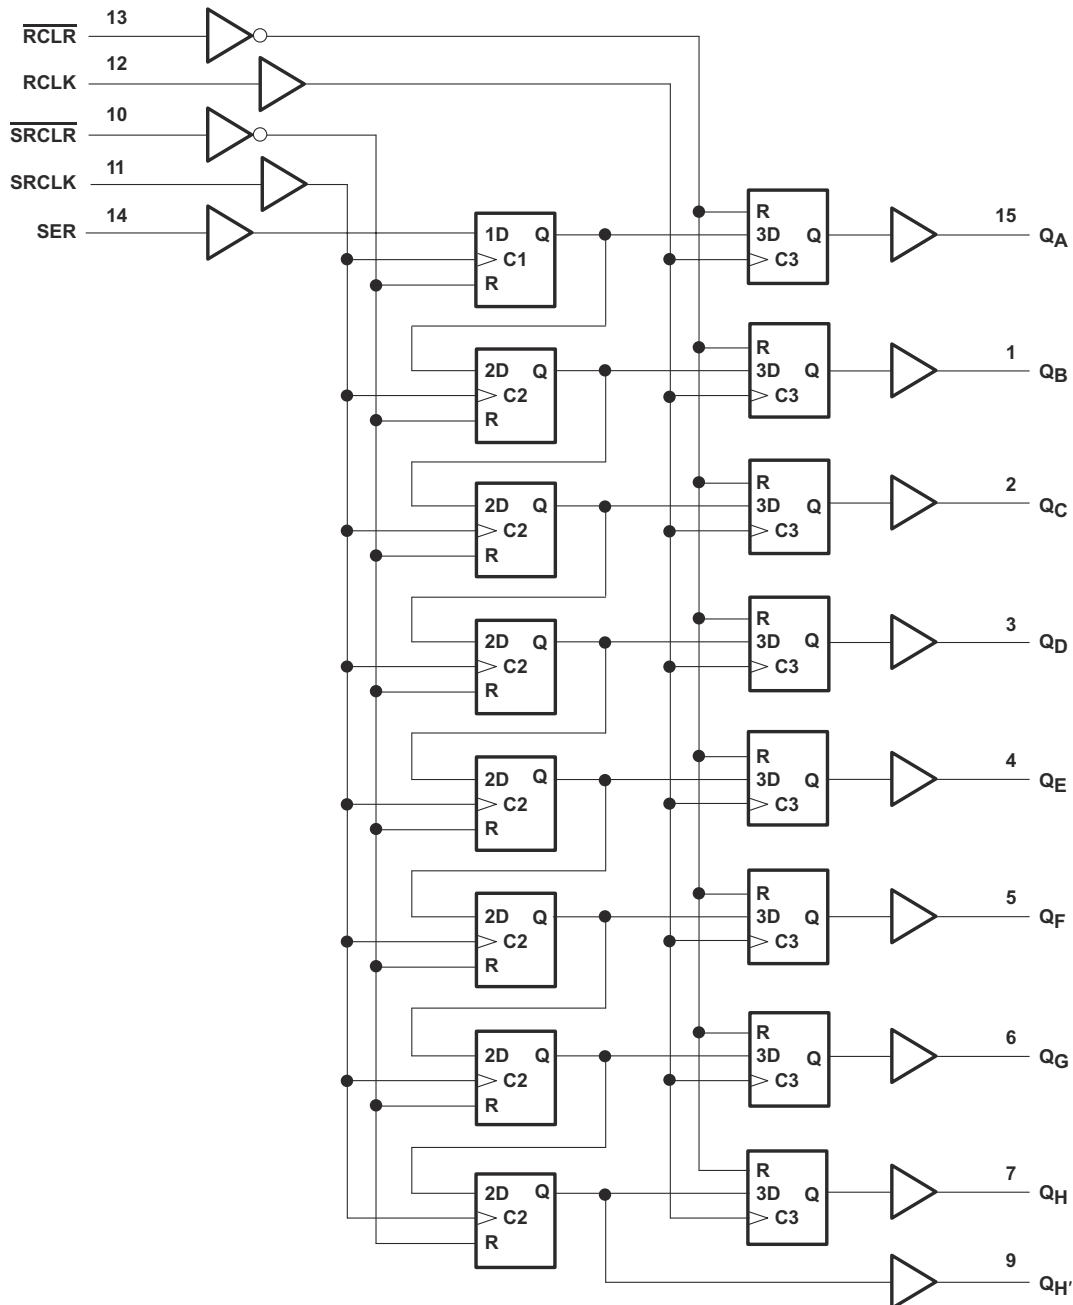 RCLR 13
RCLK 12
SRCLR 10
SRCLK 11
SER 14
1D Q
C1
R
R
3D Q
C3
15 QA
2D Q
C2
R
R
3D Q
C3
1 QB
2D Q
C2
R
R
3D Q
C3
2 QC
2D Q
C2
R
R
3D Q
C3
3 QD
2D Q
C2
R
R
3D Q
C3
4 QE
2D Q
C2
R
R
3D Q
C3
5 QF
2D Q
C2
R
R
3D Q
C3
6 QG
2D Q
C2
R
R
3D Q
C3
7 QH
9 QH′